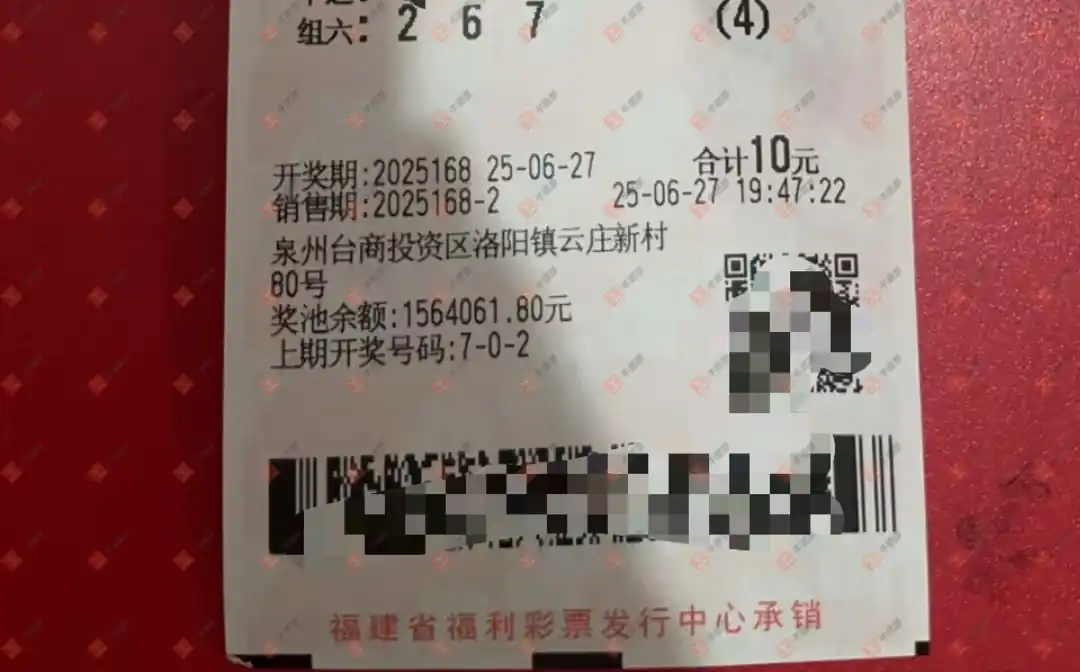 组六: 2 6 7 (4)
开奖期:2025168 25-06-27 合计10元
销售期:2025168-2 25-06-27 19:47:22
泉州台商投资区洛阳镇云庄新村
80号
奖池余额:1564061.80元
上期开奖号码:7-0-2
福建省福利彩票发行中心承销